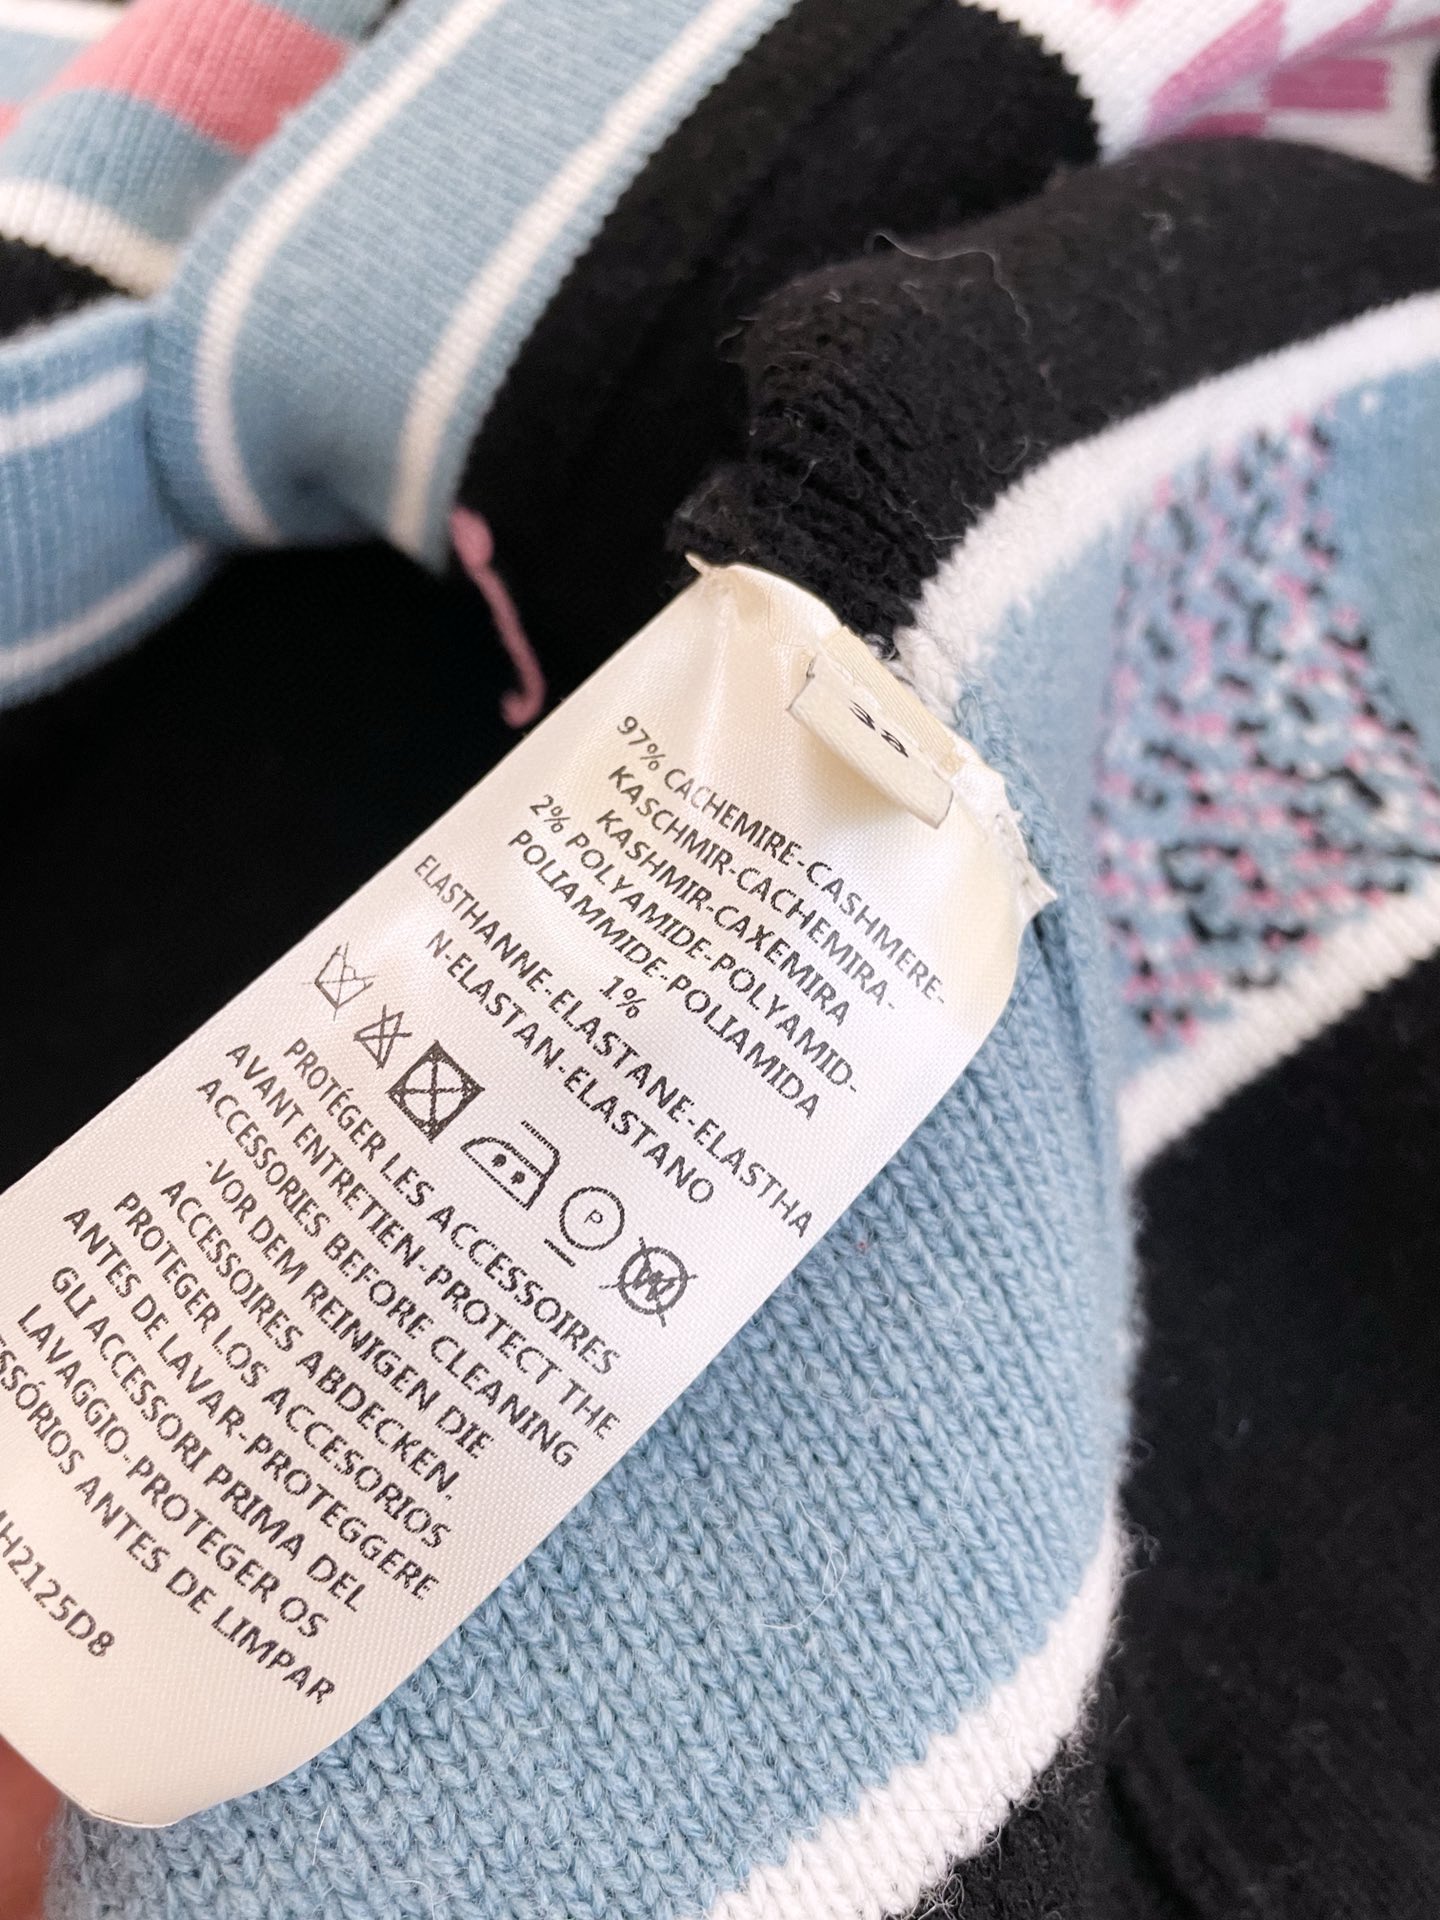 38
97% CACHEMIRE-CASHMERE-
KASCHMIR-CACHEMIRA-
KASHMIR-CAXEMIRA
2% POLYAMIDE-POLYAMID-
POLIAMMIDE-POLIAMIDA
1%
ELASTHANNE-ELASTANE-ELASTHA
N-ELASTAN-ELASTANO
P
W
PROTÉGER LES ACCESSOIRES
AVANT ENTRETIEN-PROTECT THE
ACCESSORIES BEFORE CLEANING
-VOR DEM REINIGEN DIE
ACCESSOIRES ABDECKEN.
PROTEGER LOS ACCESORIOS
ANTES DE LAVAR-PROTEGGERE
GLI ACCESSORI PRIMA DEL
LAVAGGIO-PROTEGER OS
ANTES DE LIMPAR